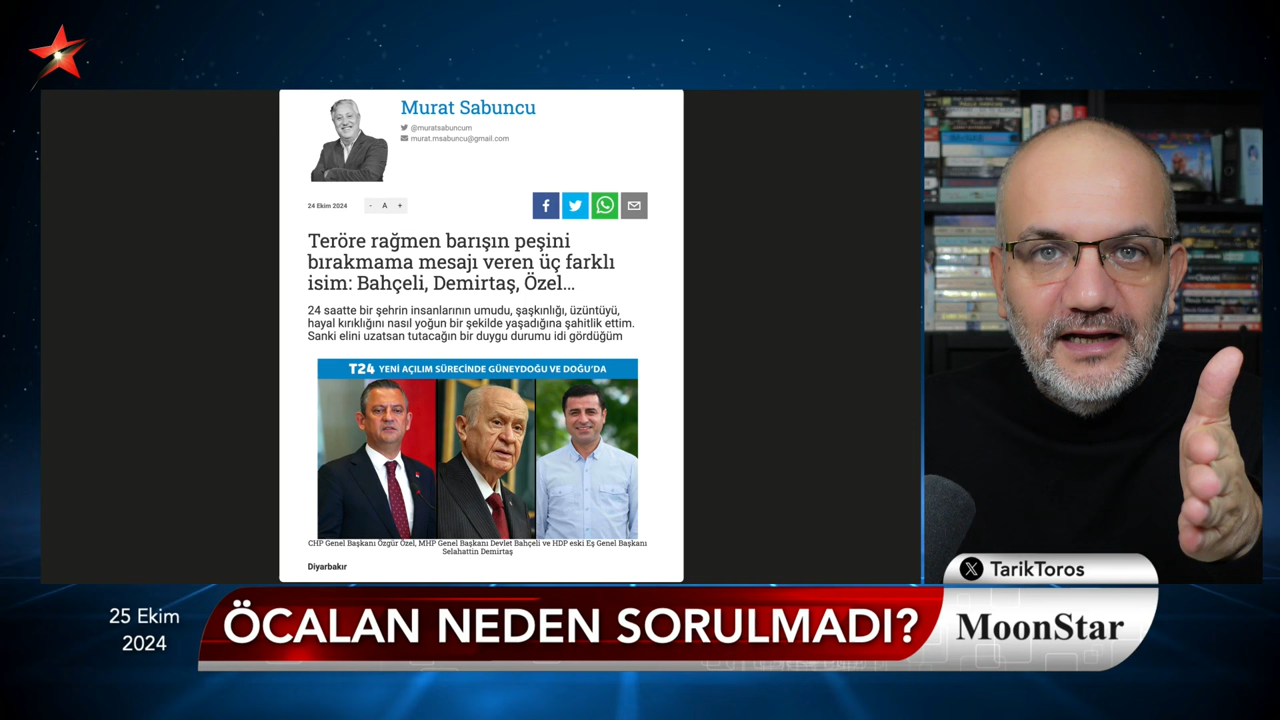 Murat Sabuncu
@muratsabuncum
murat.msabuncu@gmail.com
24 Ekim 2024
- A +
Teröre rağmen barışın peşini
bırakmama mesajı veren üç farklı
isim: Bahçeli, Demirtaş, Özel...
24 saatte bir şehrin insanlarının umudu, şaşkınlığı, üzüntüyü,
hayal kırıklığını nasıl yoğun bir şekilde yaşadığına şahitlik ettim.
Sanki elini uzatsan tutacağın bir duygu durumu idi gördüğüm
T24 YENİ AÇILIM SÜRECİNDE GÜNEYDOĞU VE DOĞU'DA
CHP Genel Başkanı Özgür Özel, MHP Genel Başkanı Devlet Bahçeli ve HDP eski Eş Genel Başkanı
Selahattin Demirtaş
Diyarbakır
TarikToros
25 Ekim
2024
ÖCALAN NEDEN SORULMADI?
MoonStar